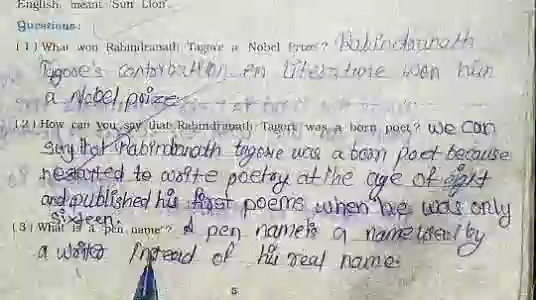 English, meant 'Sun Lion'.
Questions:
(1) What won Rabindranath Tagore a Nobel Prize? Rabindranath
Tagore's contorbution en literature won him
a Nobel poize
(2) How can you say that Rabindranath Tagore was a born poet? we can
say that Rabindranath tagore was a born poet because
he started to write poetry at the age of eight
and published his first poems when he was only
sixteen.
(3) What is a pen name? A pen name is a name used by
a writer instead of his real name.
5